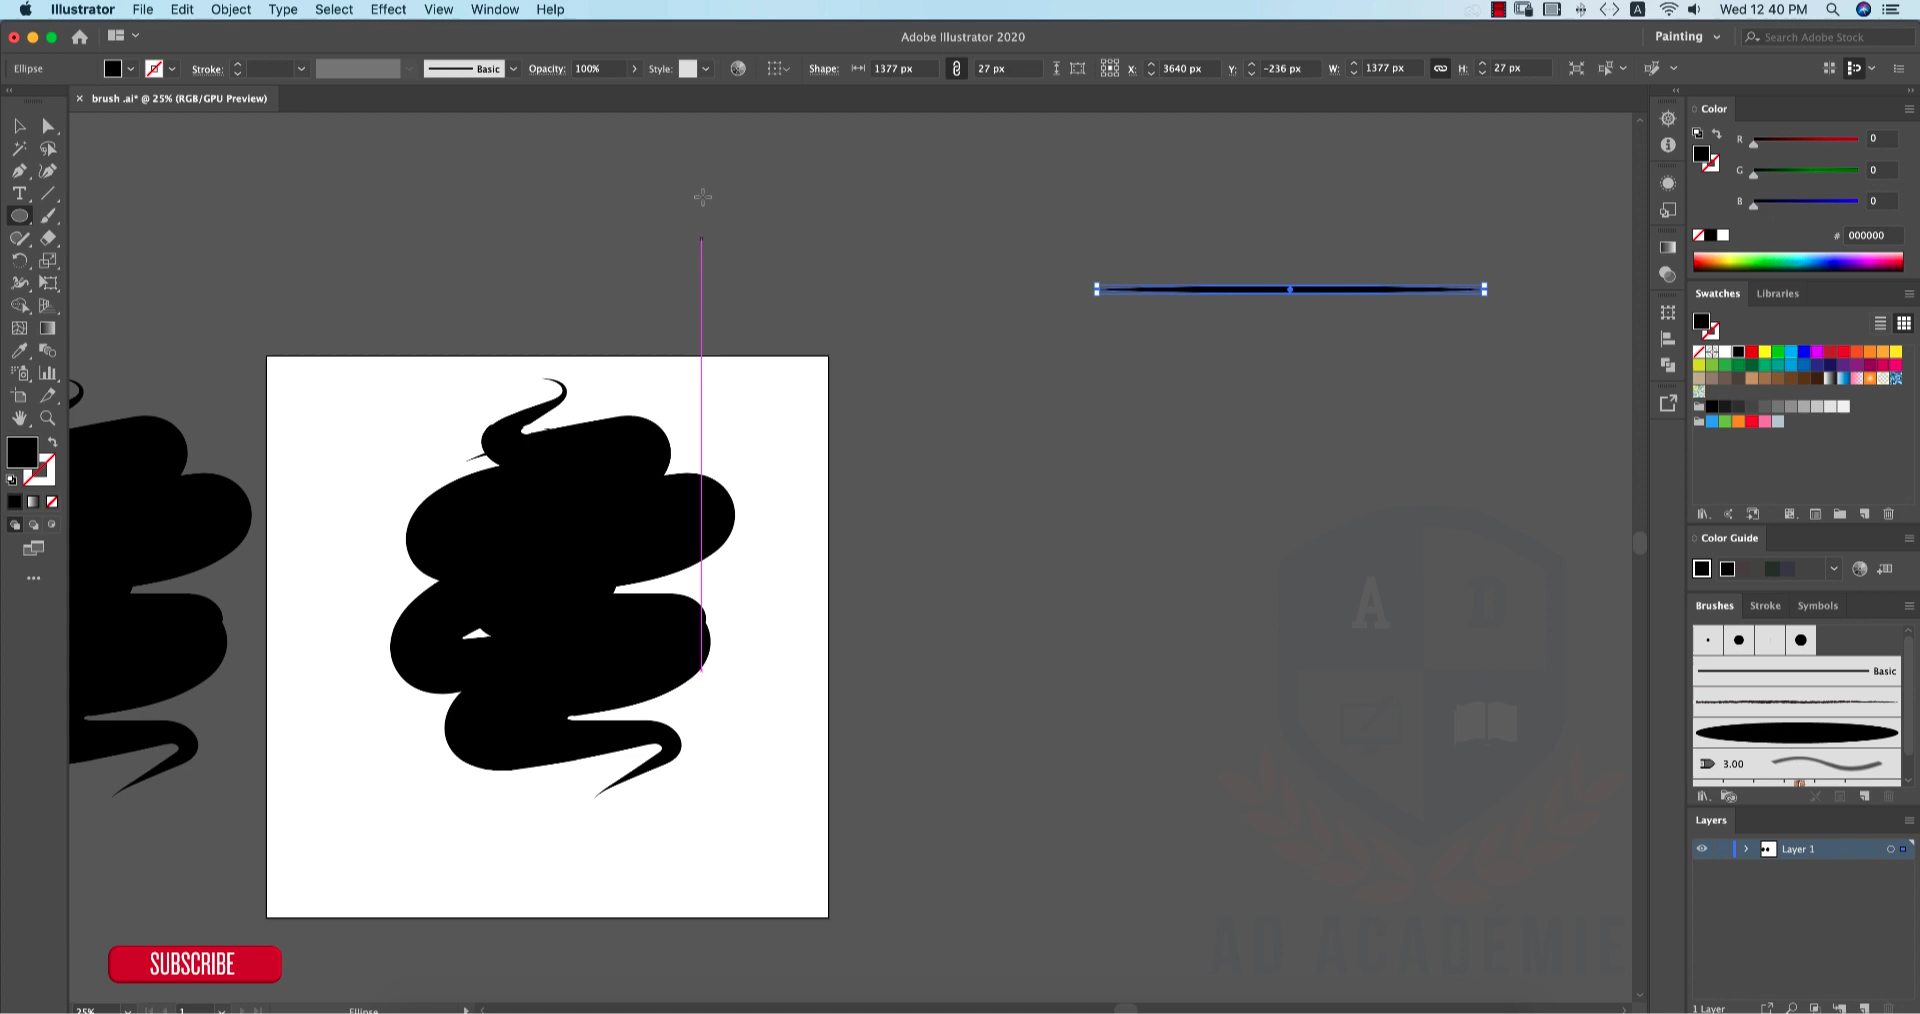 Illustrator File Edit Object Type Select Effect View Window Help A Wed 12 40 PM
Adobe Illustrator 2020 Painting Search Adobe Stock
Ellipse Stroke: Basic Opacity: 100% Style: Shape: 1377 px 27 px X: 3640 px Y: -236 px W: 1377 px H: 27 px
brush .ai* @ 25% (RGB/GPU Preview)
Color
R 0
G 0
B 0
# 000000
Swatches Libraries
Color Guide
Brushes Stroke Symbols
Basic
3.00
Layers
Layer 1
A D
AD ACADÉMIE
SUBSCRIBE
25% 1 Ellipse 1 Layer